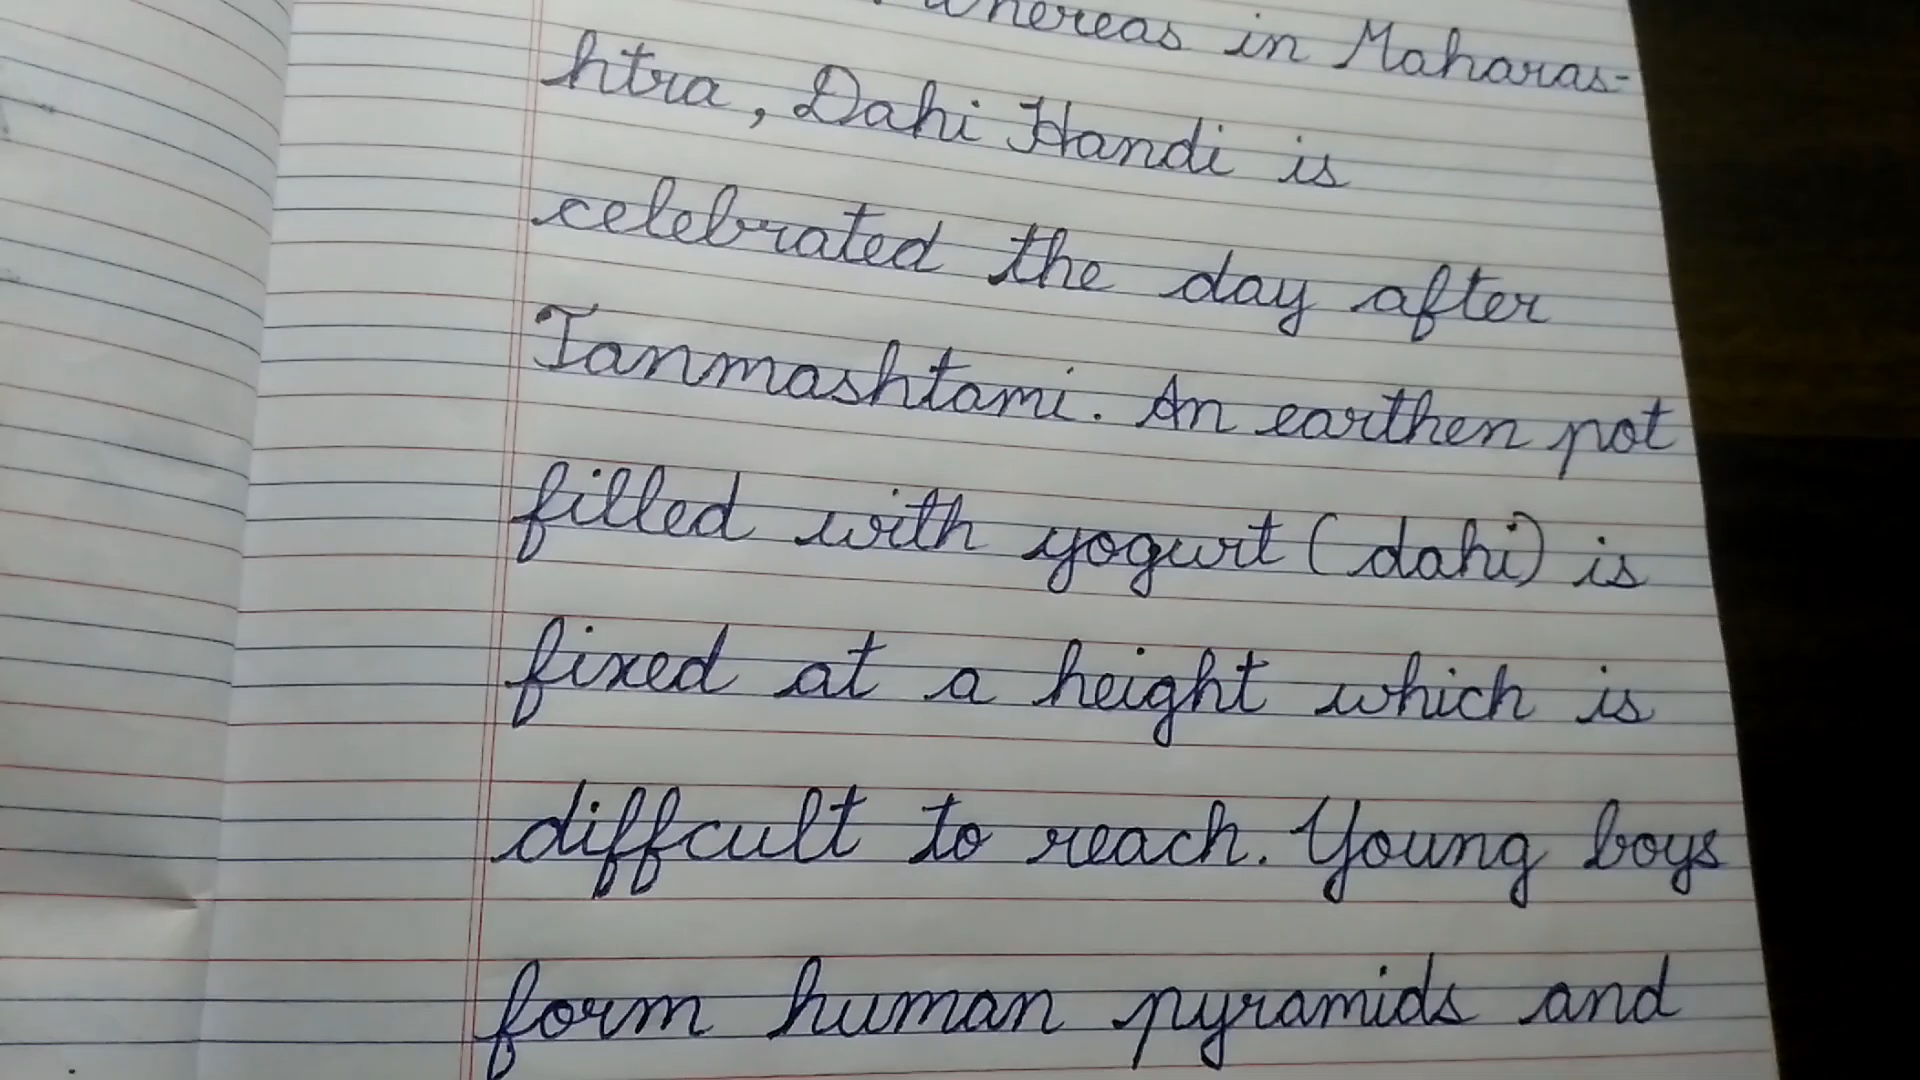 Whereas in Maharas-
htra, Dahi Handi is
celebrated the day after
Janmashtami. An earthen pot
filled with yogurt (dahi) is
fixed at a height which is
diffcult to reach. Young boys
form human pyramids and